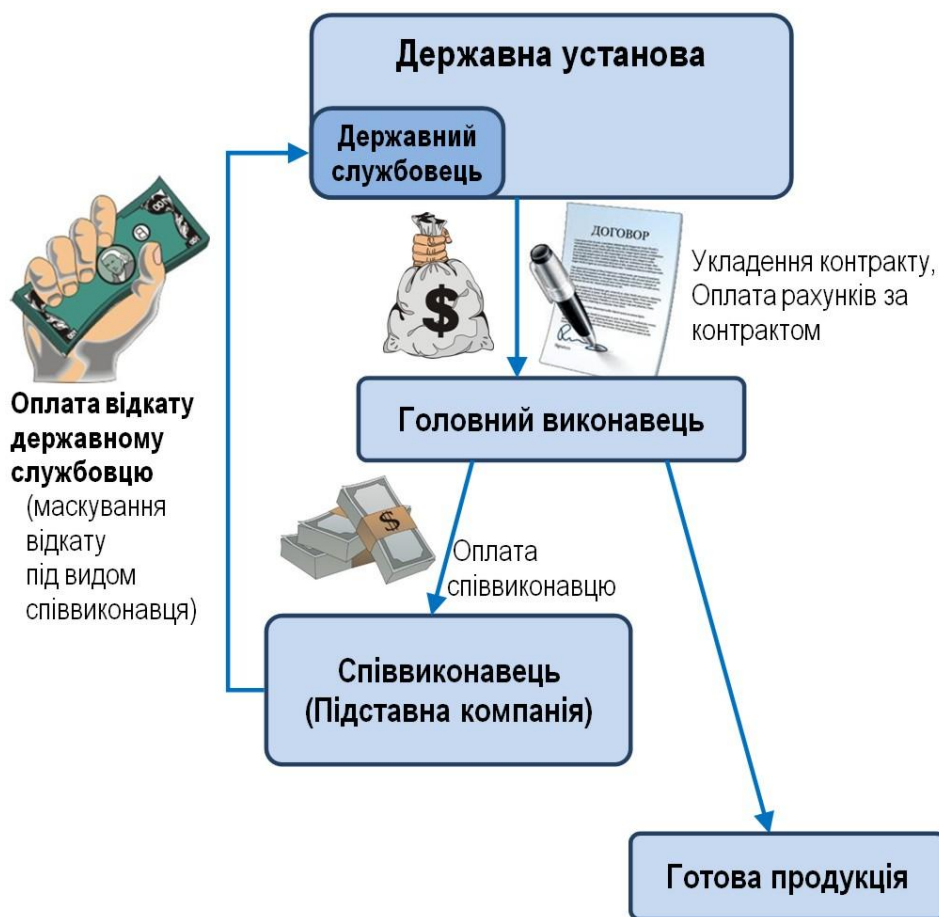 Державна установа
Державний
службовець
ДОГОВОР
Укладення контракту,
Оплата рахунків за
контрактом
Головний виконавець
Оплата відкату
державному
службовцю
(маскування
відкату
під видом
співвиконавця)
Оплата
співвиконавцю
Співвиконавець
(Підставна компанія)
Готова продукція